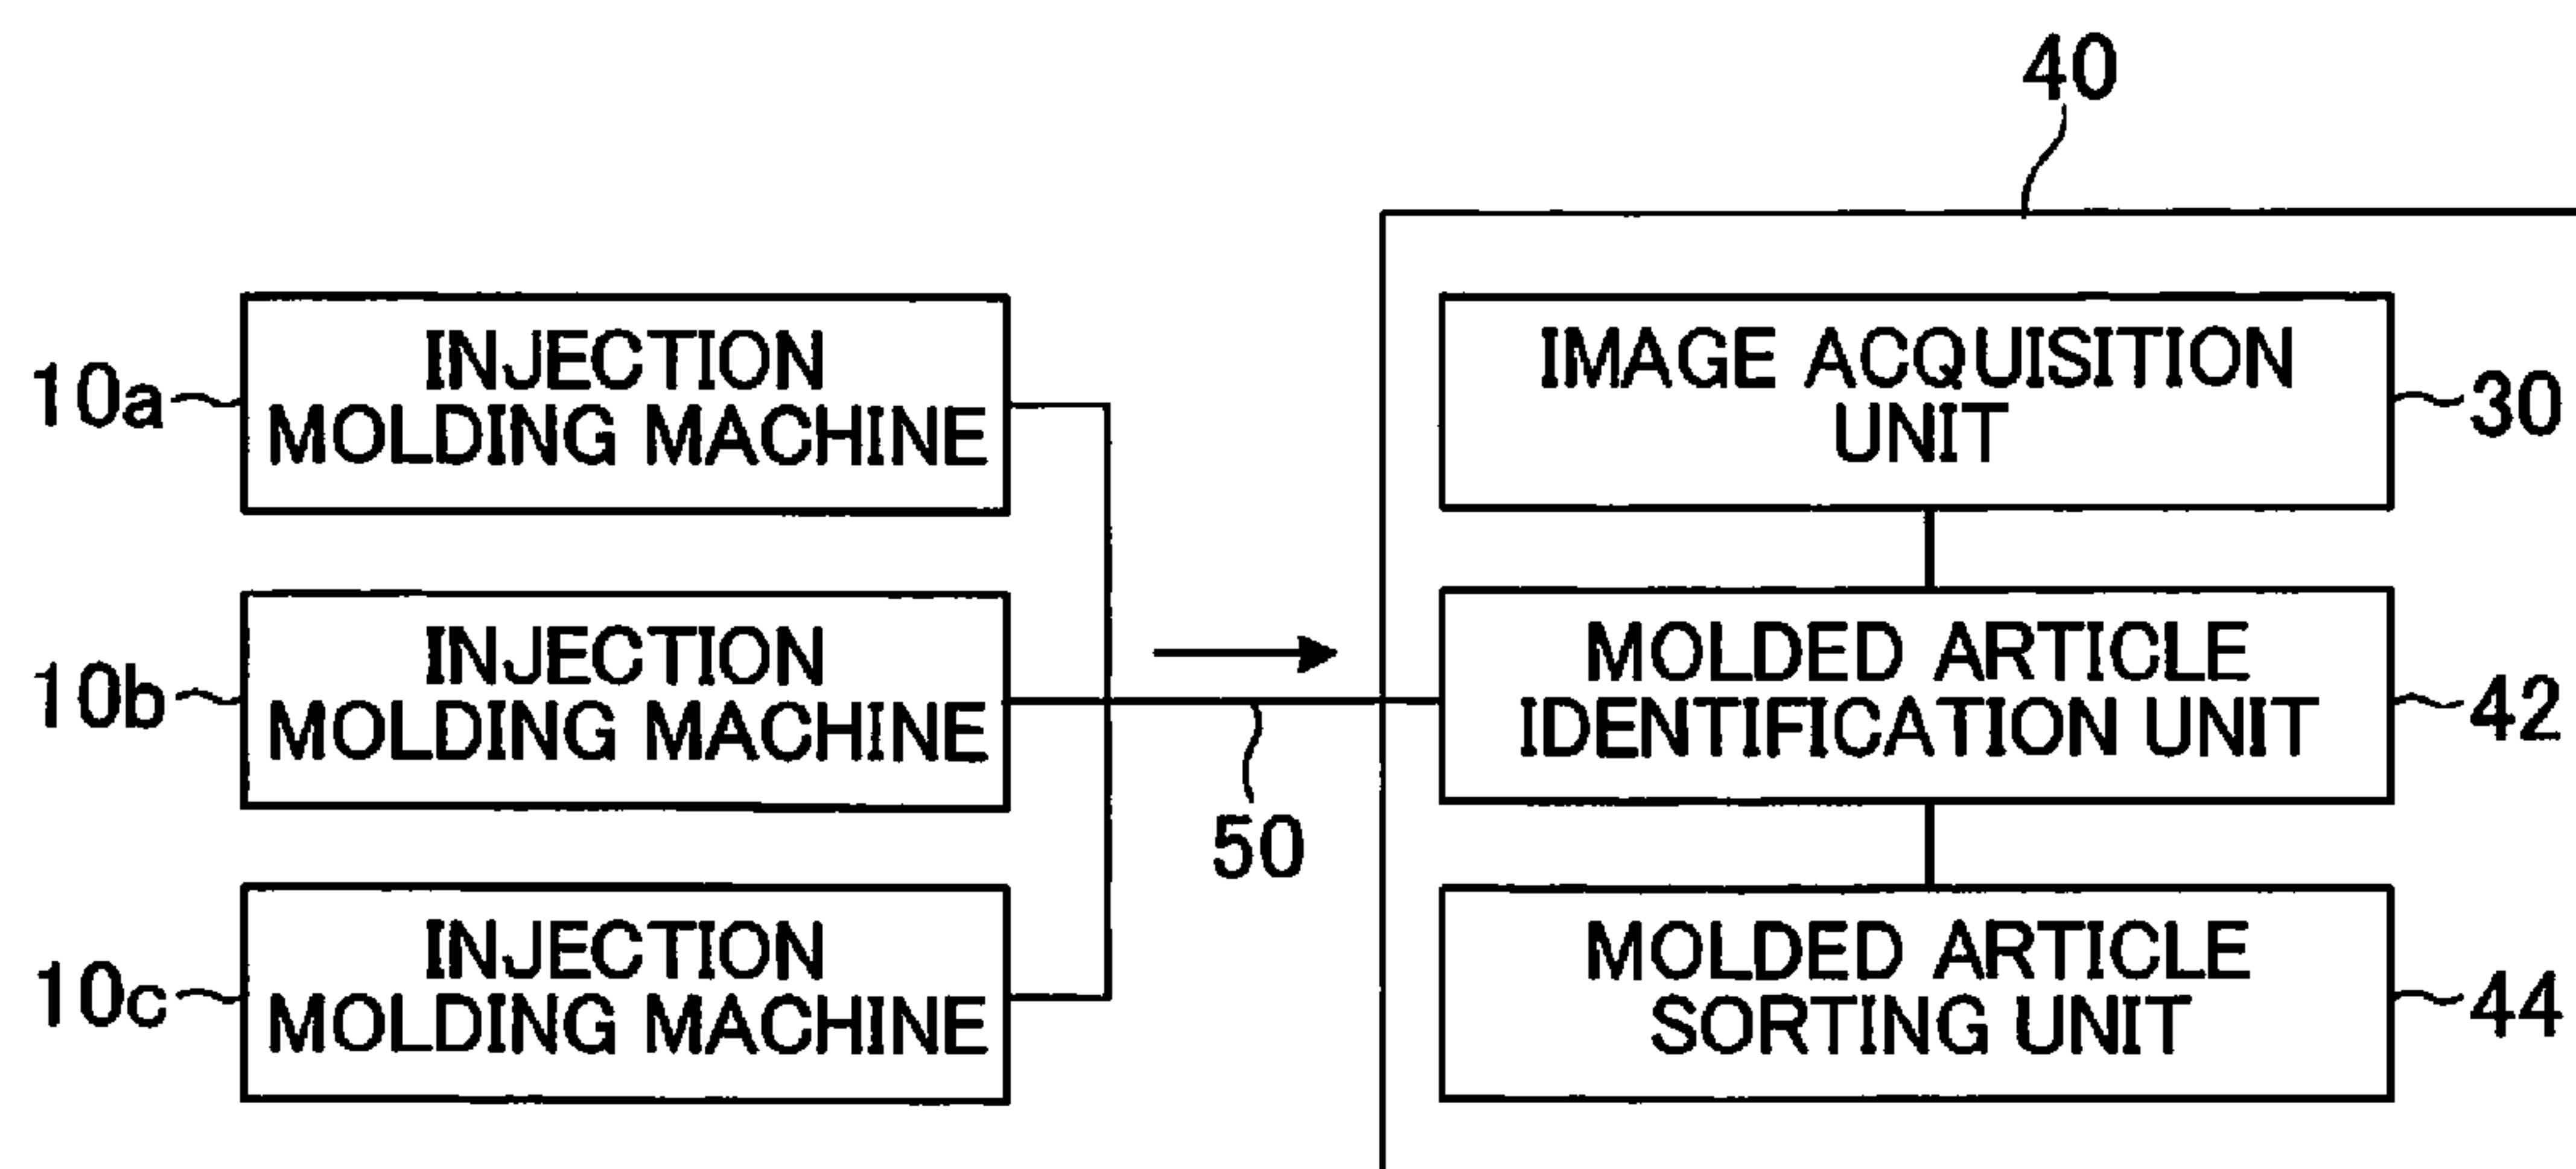 40
10a
INJECTION
MOLDING MACHINE
IMAGE ACQUISITION
UNIT
30
10b
INJECTION
MOLDING MACHINE
50
MOLDED ARTICLE
IDENTIFICATION UNIT
42
10c
INJECTION
MOLDING MACHINE
MOLDED ARTICLE
SORTING UNIT
44